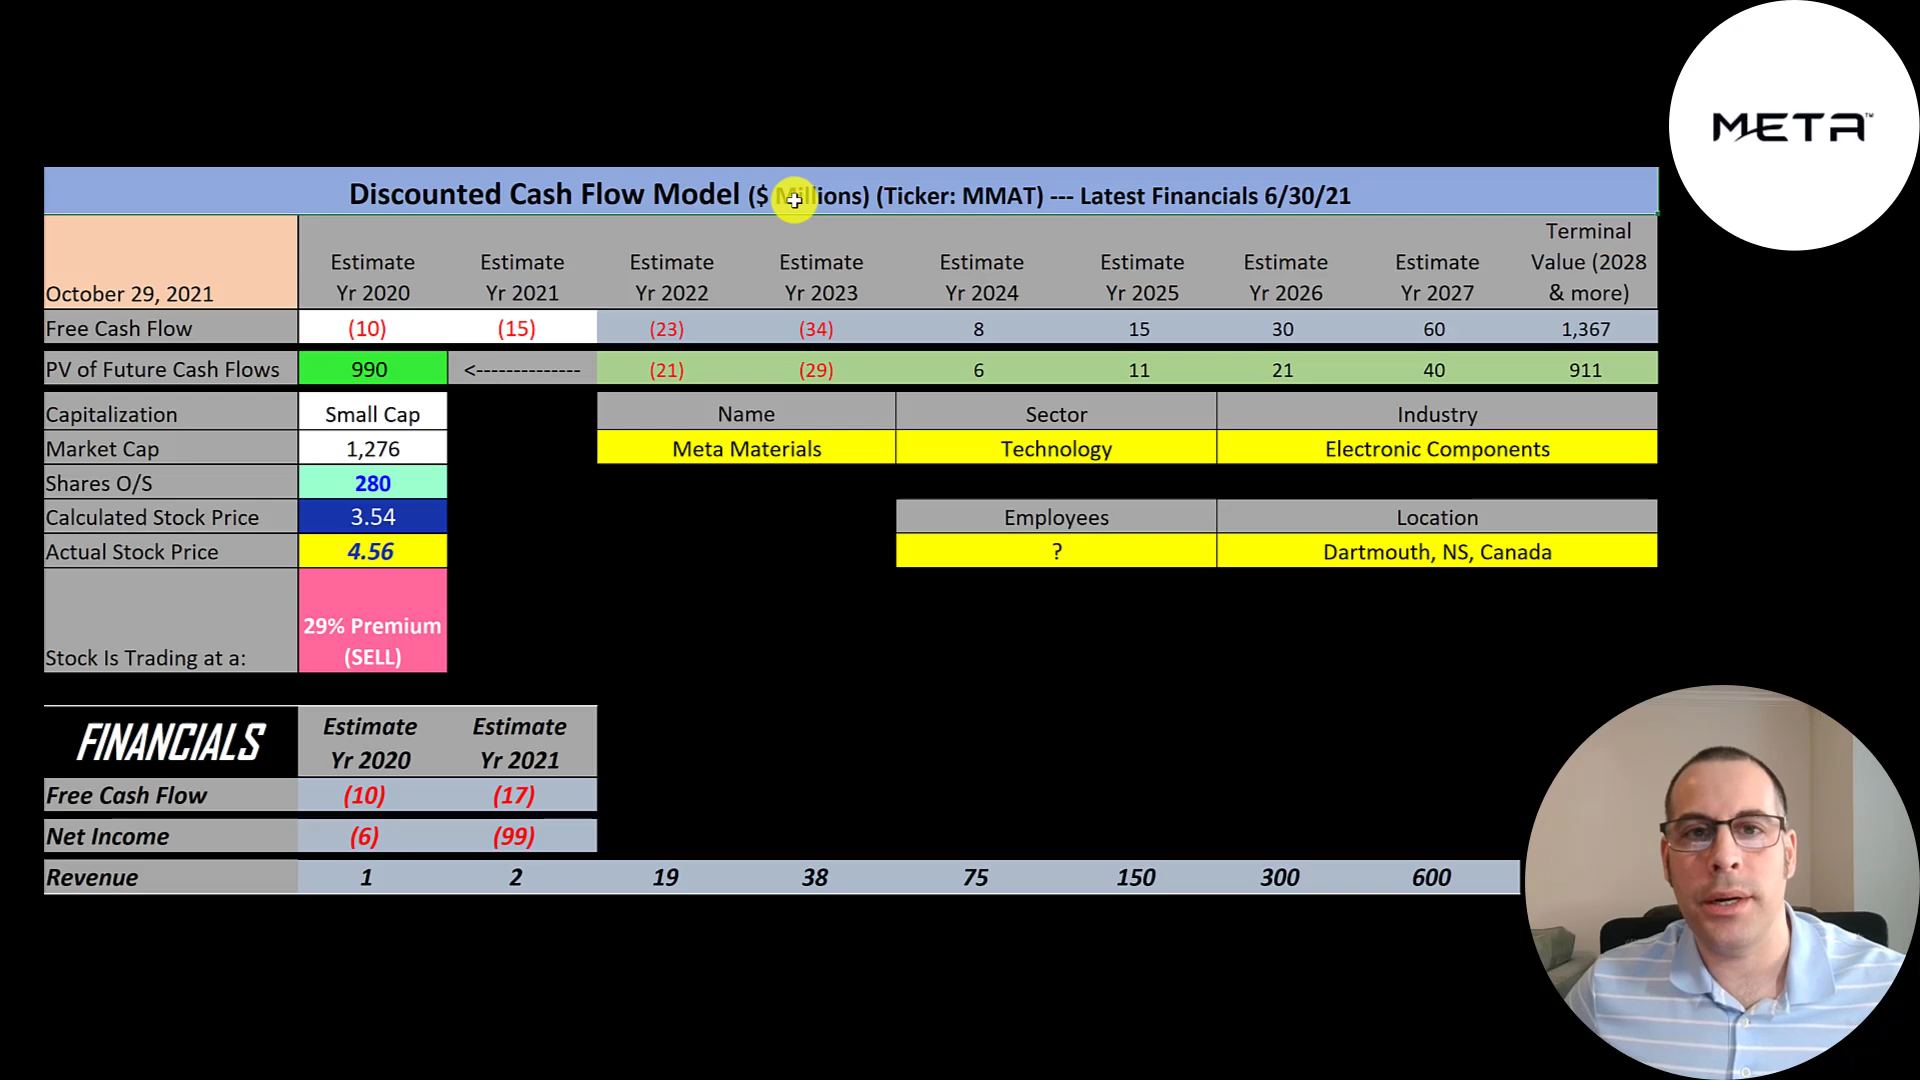 META™
Discounted Cash Flow Model ($ Millions) (Ticker: MMAT) --- Latest Financials 6/30/21
October 29, 2021 Estimate Yr 2020 Estimate Yr 2021 Estimate Yr 2022 Estimate Yr 2023 Estimate Yr 2024 Estimate Yr 2025 Estimate Yr 2026 Estimate Yr 2027 Terminal Value (2028 & more)
Free Cash Flow (10) (15) (23) (34) 8 15 30 60 1,367
PV of Future Cash Flows 990 <-------------- (21) (29) 6 11 21 40 911
Capitalization Small Cap Name Sector Industry
Market Cap 1,276 Meta Materials Technology Electronic Components
Shares O/S 280
Calculated Stock Price 3.54 Employees Location
Actual Stock Price 4.56 ? Dartmouth, NS, Canada
Stock Is Trading at a: 29% Premium (SELL)
FINANCIALS Estimate Yr 2020 Estimate Yr 2021
Free Cash Flow (10) (17)
Net Income (6) (99)
Revenue 1 2 19 38 75 150 300 600